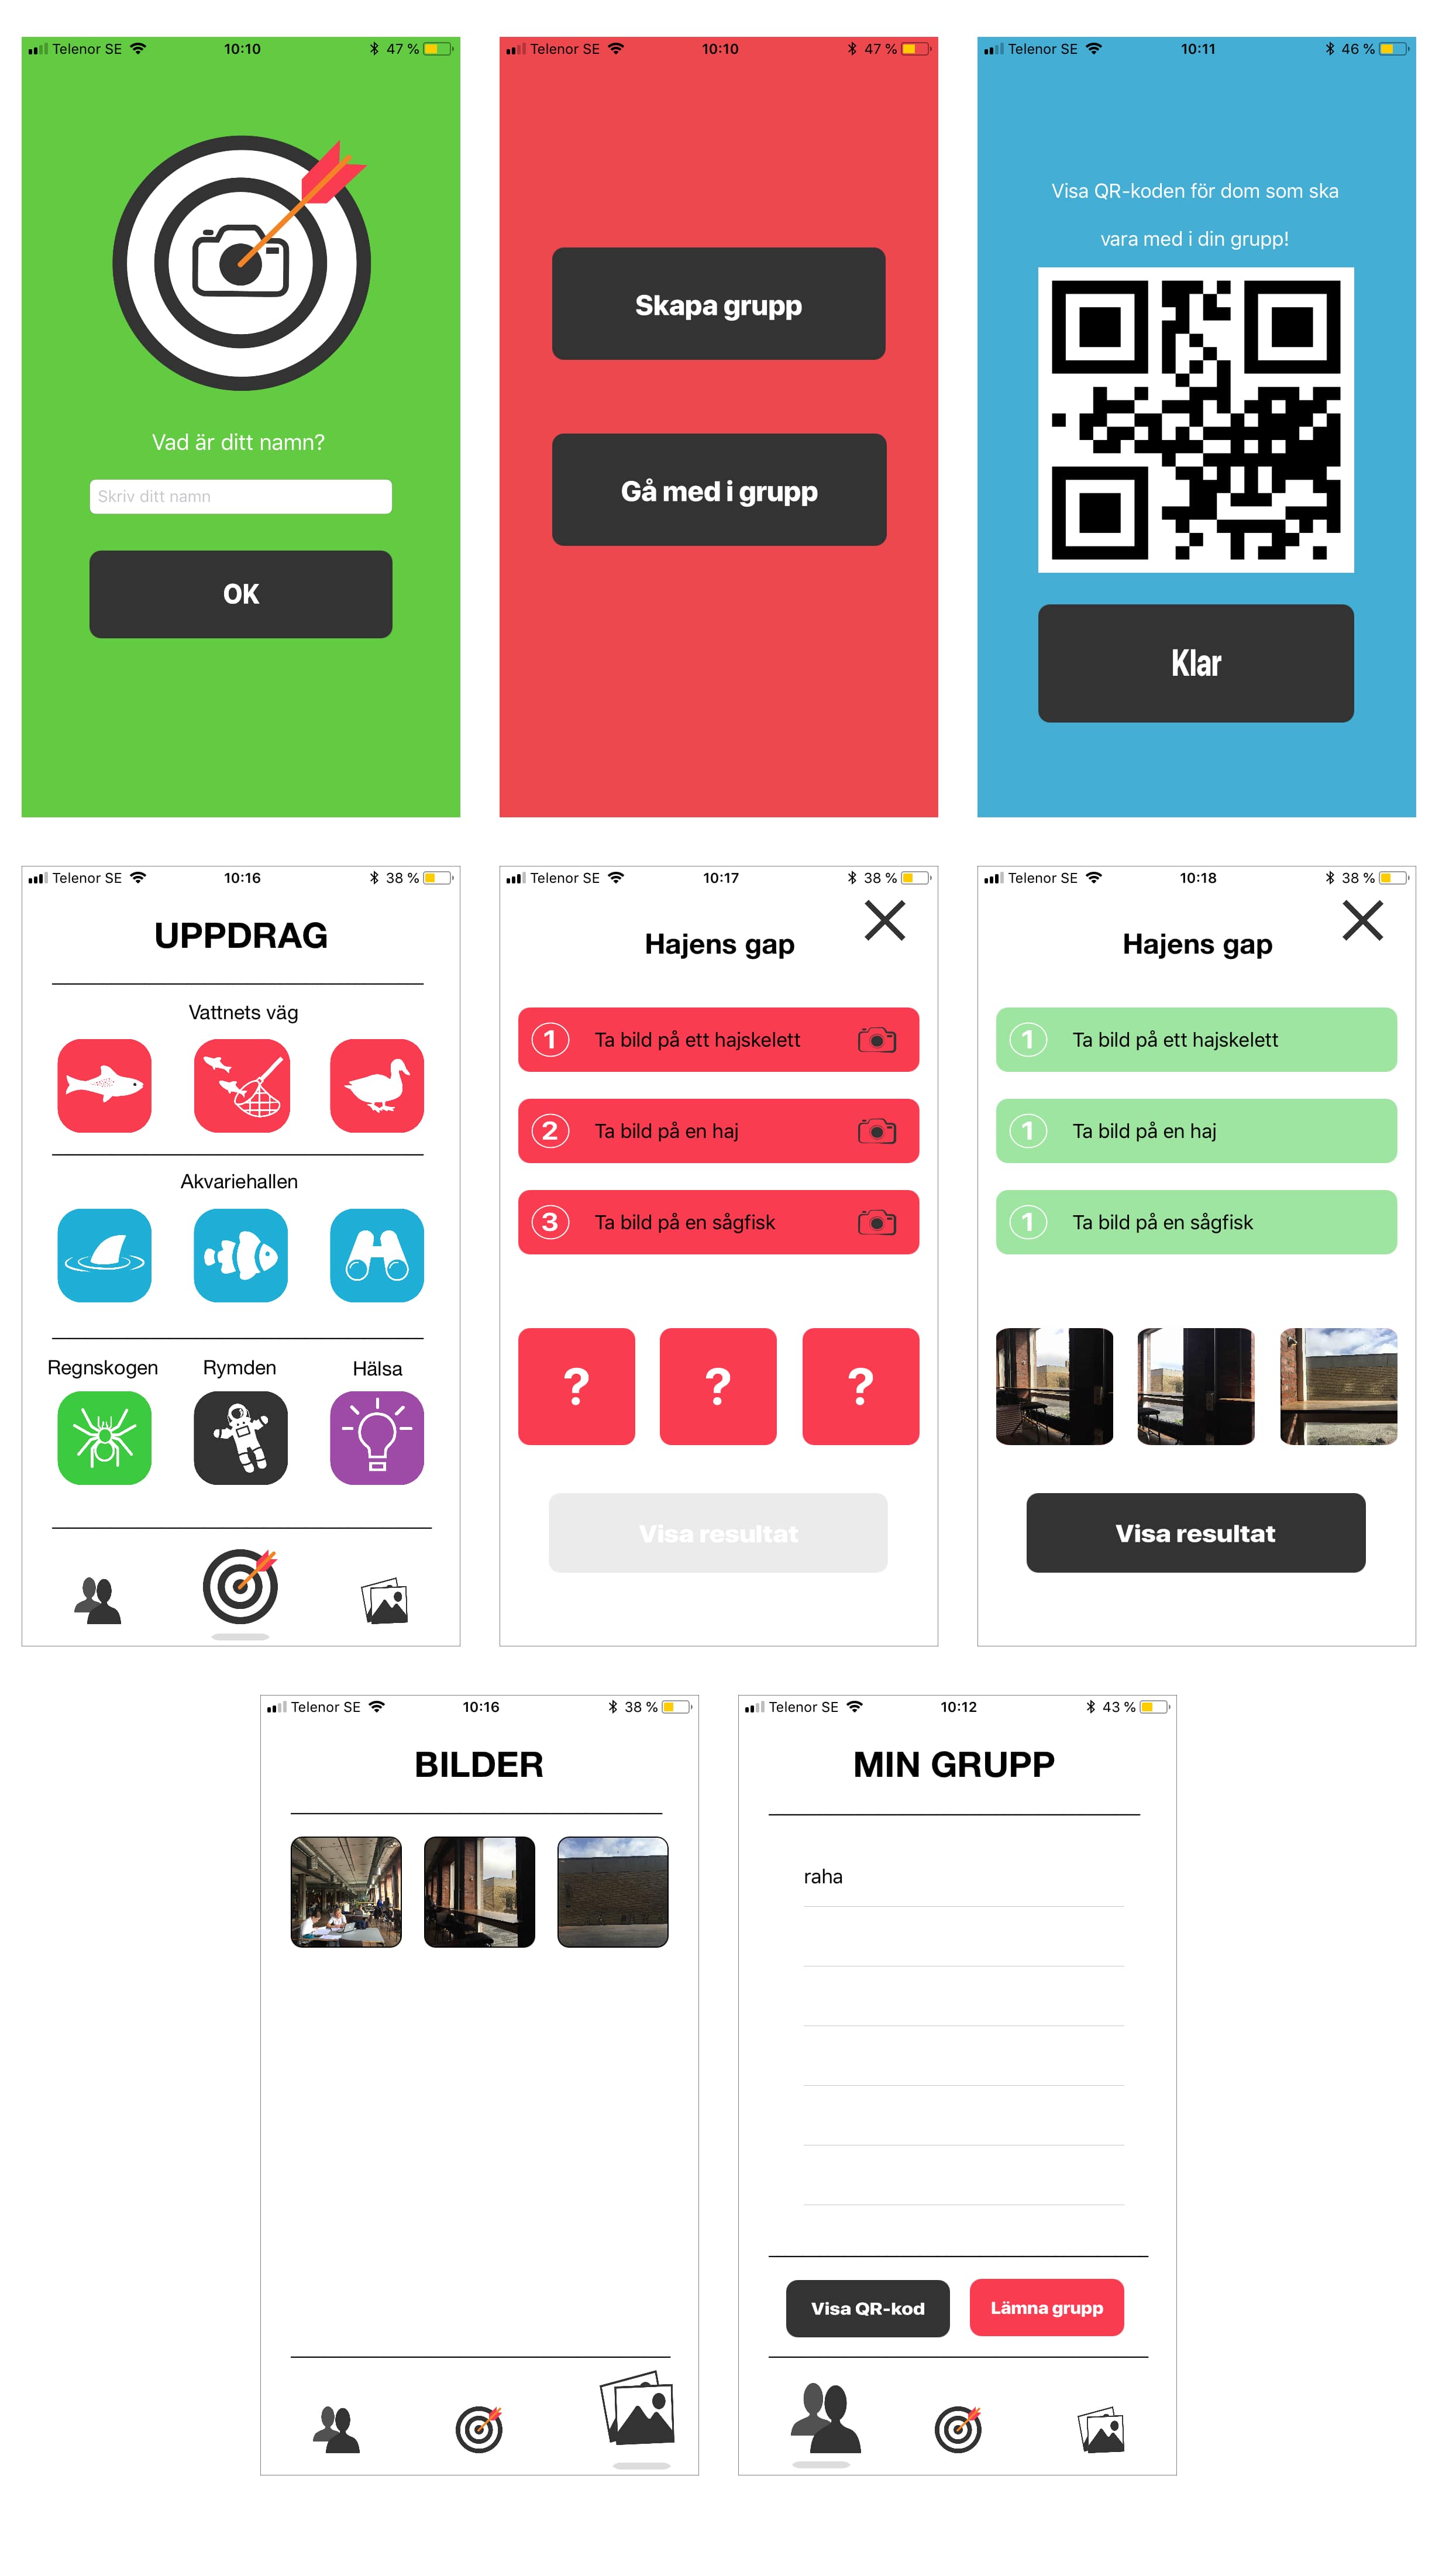 Telenor SE 10:10 47 %
Vad är ditt namn?
Skriv ditt namn
OK
Telenor SE 10:10 47 %
Skapa grupp
Gå med i grupp
Telenor SE 10:11 46 %
Visa QR-koden för dom som ska
vara med i din grupp!
Klar
Telenor SE 10:16 38 %
UPPDRAG
Vattnets väg
Akvariehallen
Regnskogen Rymden Hälsa
Telenor SE 10:17 38 %
Hajens gap
1 Ta bild på ett hajskelett
2 Ta bild på en haj
3 Ta bild på en sågfisk
? ? ?
Visa resultat
Telenor SE 10:18 38 %
Hajens gap
1 Ta bild på ett hajskelett
1 Ta bild på en haj
1 Ta bild på en sågfisk
Visa resultat
Telenor SE 10:16 38 %
BILDER
Telenor SE 10:12 43 %
MIN GRUPP
raha
Visa QR-kod Lämna grupp